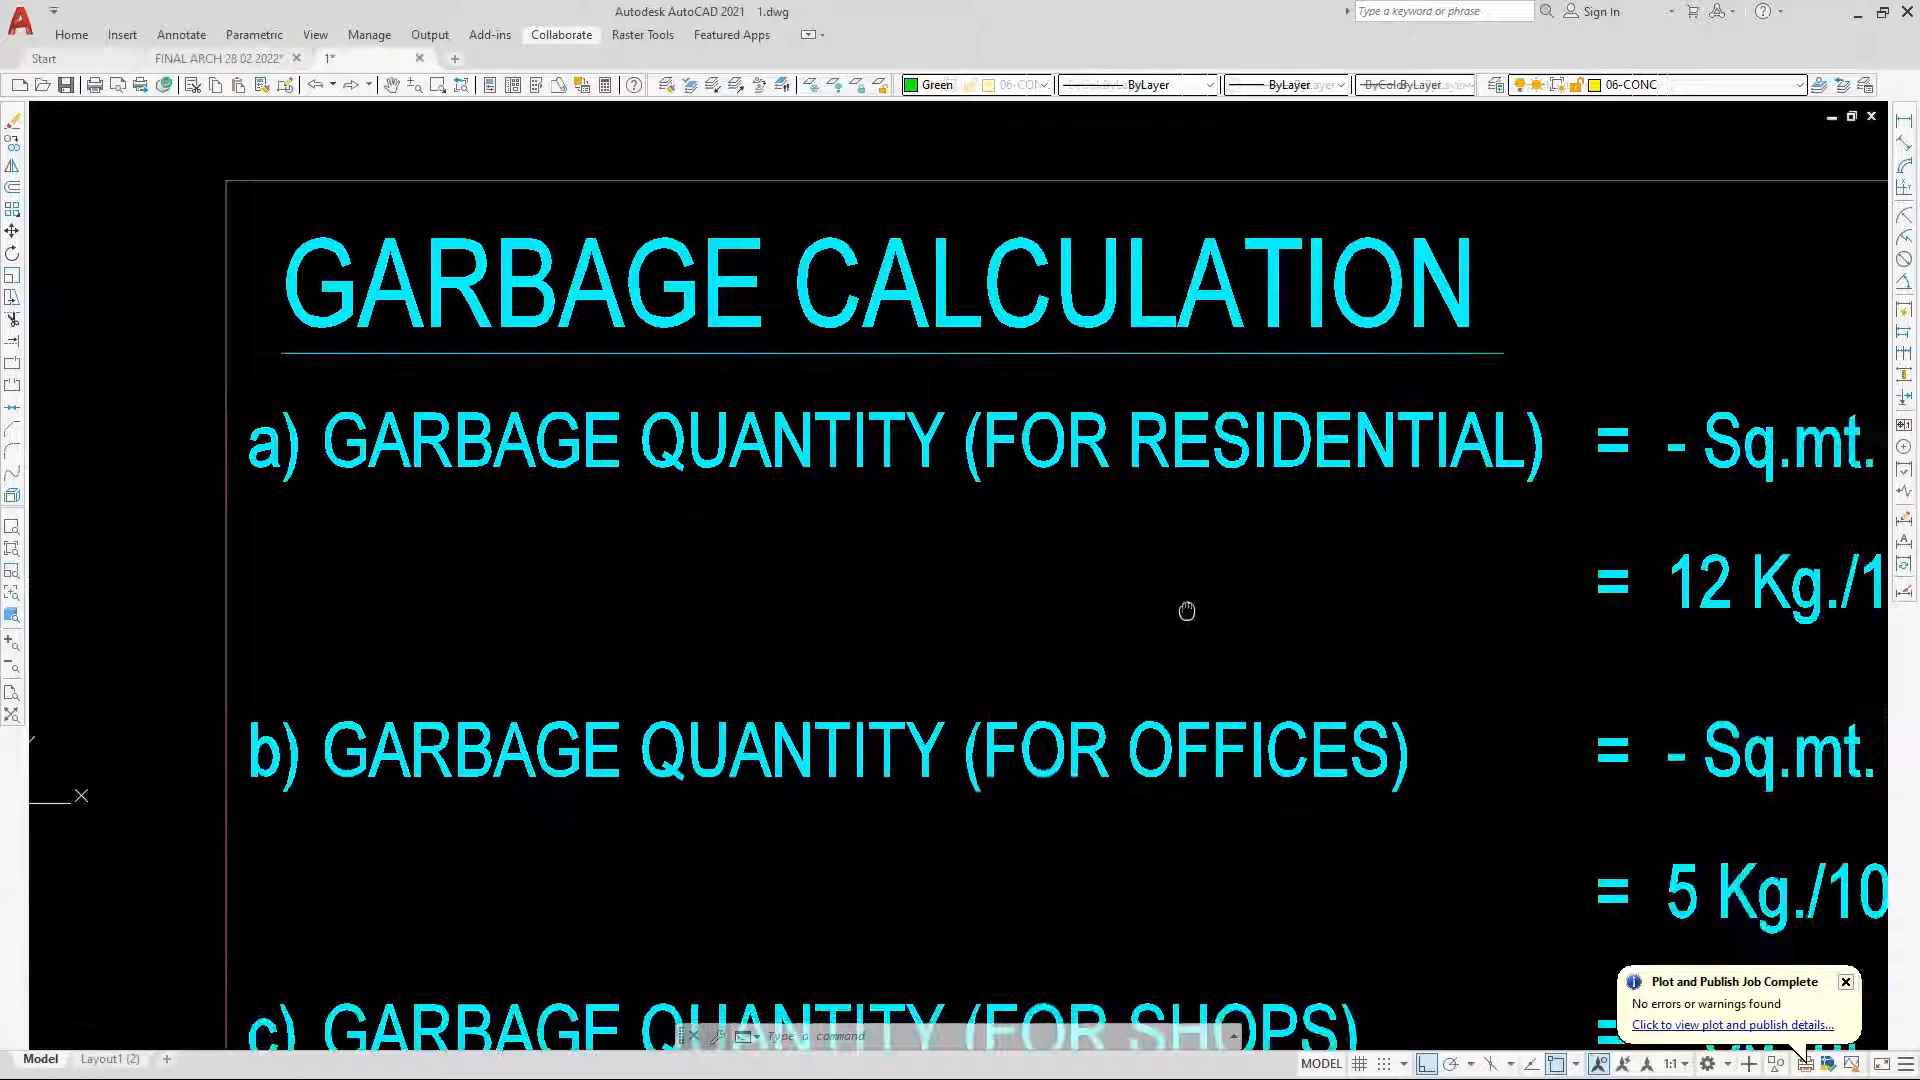 Autodesk AutoCAD 2021 1.dwg
Type a keyword or phrase
Sign In
Home Insert Annotate Parametric View Manage Output Add-ins Collaborate Raster Tools Featured Apps
Start FINAL ARCH 28 02 2022* 1*
Green ByLayer ByLayer 06-CONC
GARBAGE CALCULATION
a) GARBAGE QUANTITY (FOR RESIDENTIAL) = - Sq.mt.
= 12 Kg./1
b) GARBAGE QUANTITY (FOR OFFICES) = - Sq.mt.
= 5 Kg./10
c) GARBAGE QUANTITY (FOR SHOPS) =
Type a command
Plot and Publish Job Complete
No errors or warnings found
Click to view plot and publish details...
Model Layout1 (2)
MODEL 1:1